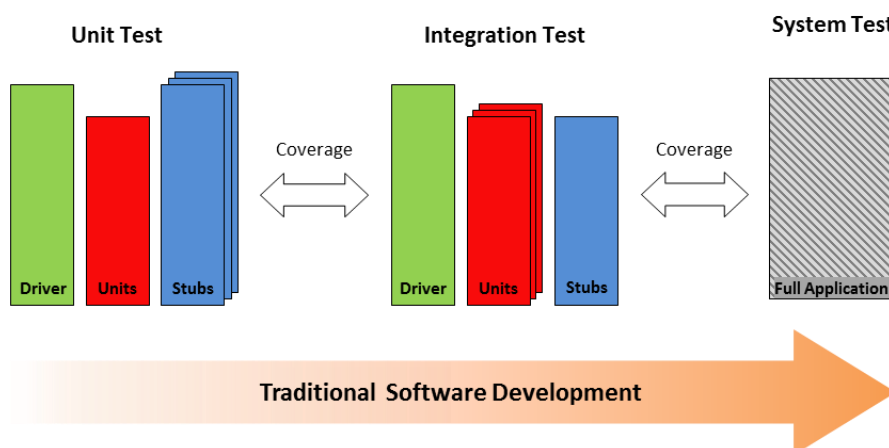 Unit Test
Integration Test
System Test
Coverage
Coverage
Driver
Units
Stubs
Driver
Units
Stubs
Full Application
Traditional Software Development